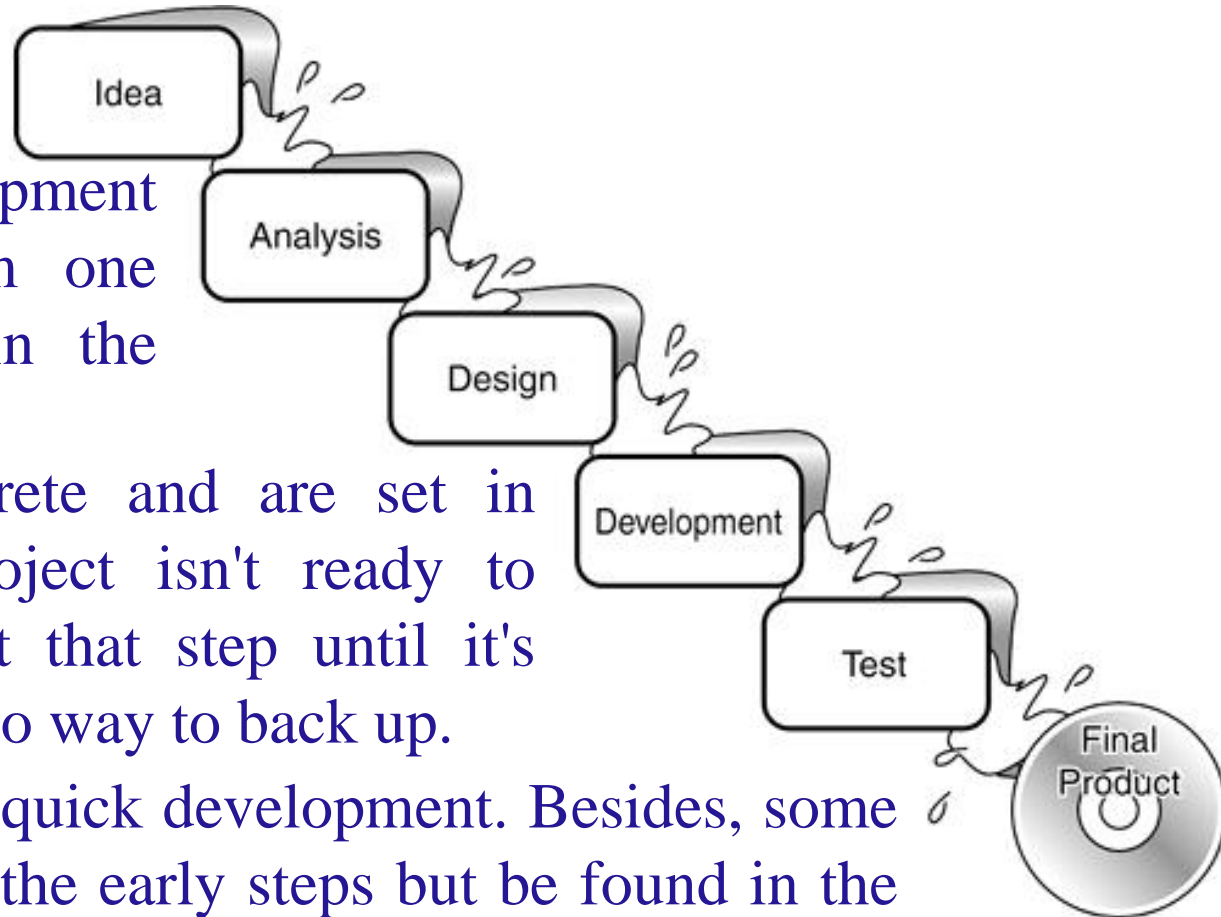 Idea
opment
Analysis
one
in the
Design
rete and are set in
Development
oject isn't ready to
t that step until it's
Test
o way to back up.
Final
Product
quick development. Besides, some
the early steps but be found in the